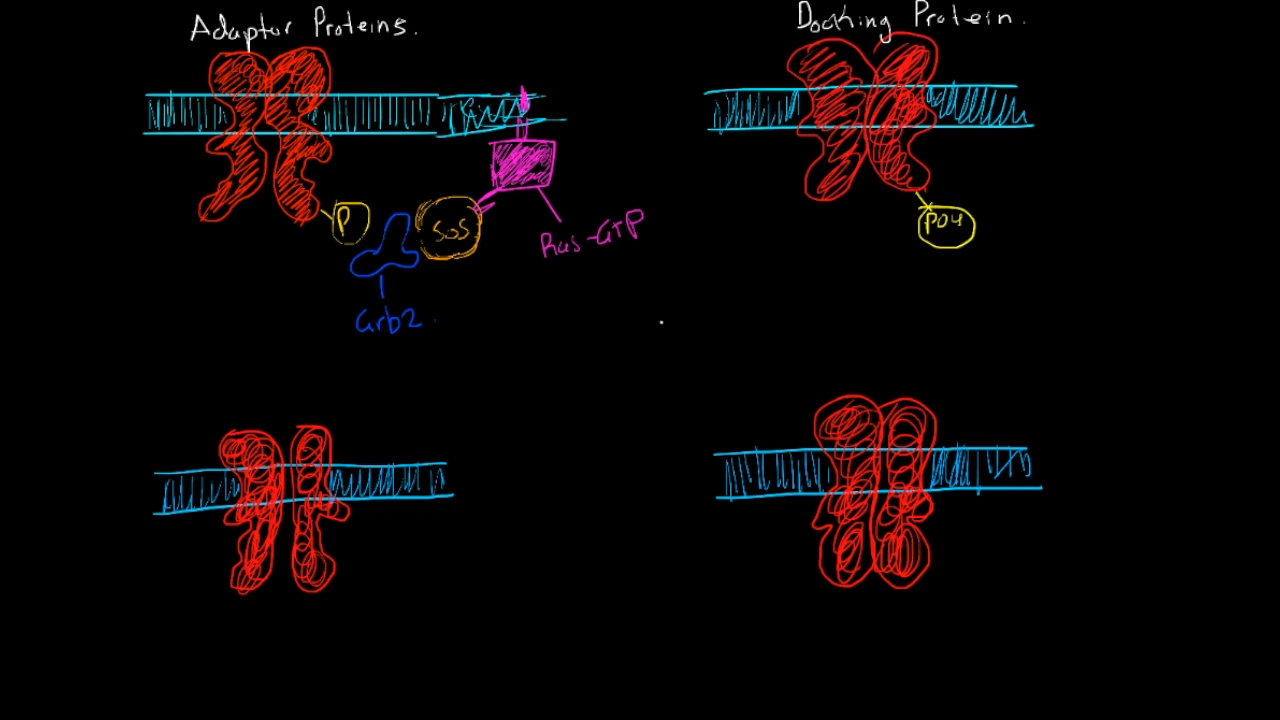 Adaptor Proteins.
Docking Protein.
P
SOS
Ras-GTP
Grb2
PO4